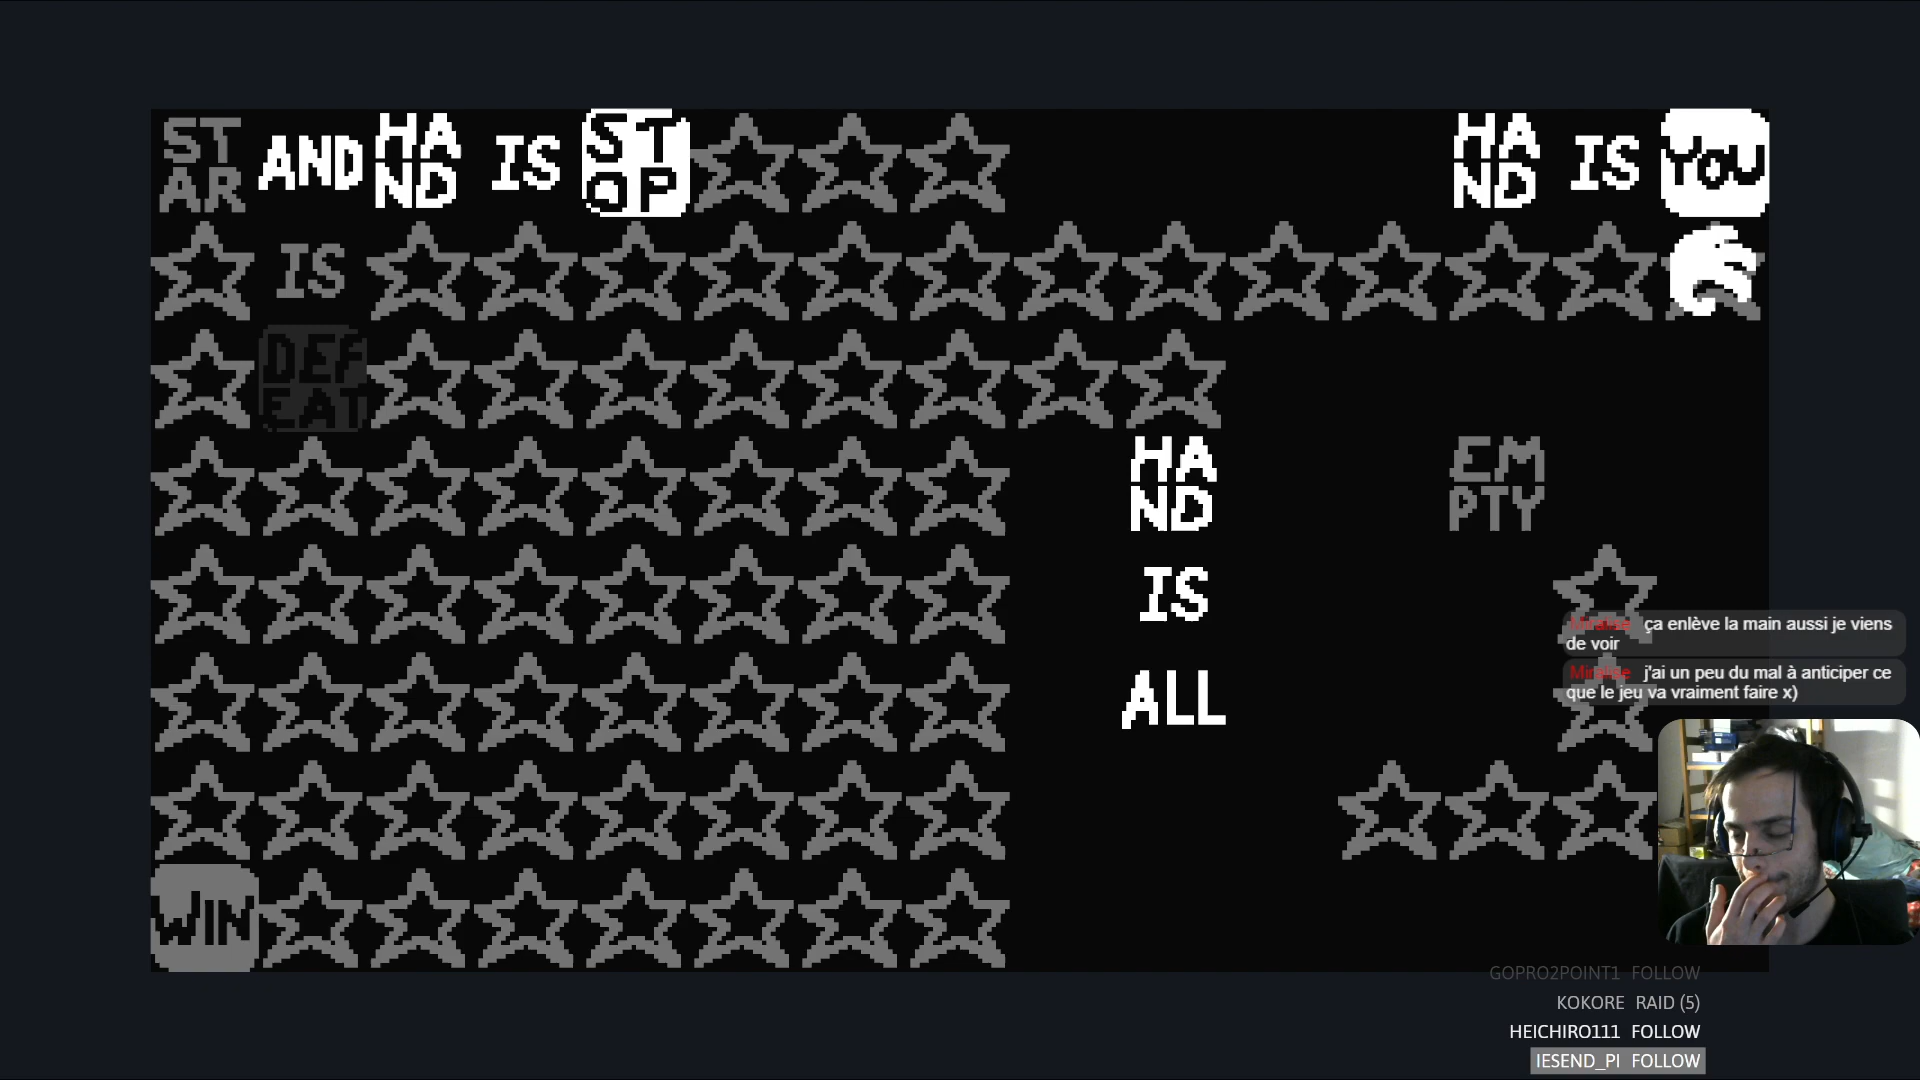 STAR AND HAND IS STOP HAND IS YOU
IS
DEFEAT
HAND EMPTY
IS
ALL
WIN
Miralise ça enlève la main aussi je viens
de voir
Miralise j'ai un peu du mal à anticiper ce
que le jeu va vraiment faire x)
GOPRO2POINT1 FOLLOW
KOKORE RAID (5)
HEICHIRO111 FOLLOW
IESEND_PI FOLLOW